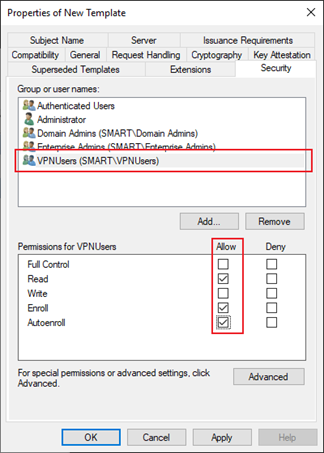 Properties of New Template
Subject Name Server Issuance Requirements
Compatibility General Request Handling Cryptography Key Attestation
Superseded Templates Extensions Security
Group or user names:
Authenticated Users
Administrator
Domain Admins (SMART\Domain Admins)
Enterprise Admins (SMART\Enterprise Admins)
VPNUsers (SMART\VPNUsers)
Add... Remove
Permissions for VPNUsers Allow Deny
Full Control
Read
Write
Enroll
Autoenroll
For special permissions or advanced settings, click
Advanced.
Advanced
OK Cancel Apply Help